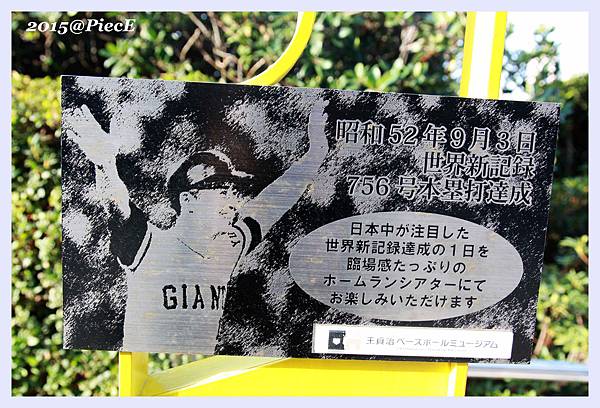 2015@PiecE
昭和52年9月3日
世界新記録
756号本塁打達成
日本中が注目した
世界新記録達成の1日を
臨場感たっぷりの
ホームランシアターにて
お楽しみいただけます
GIAN
王貞治ベースボールミュージアム